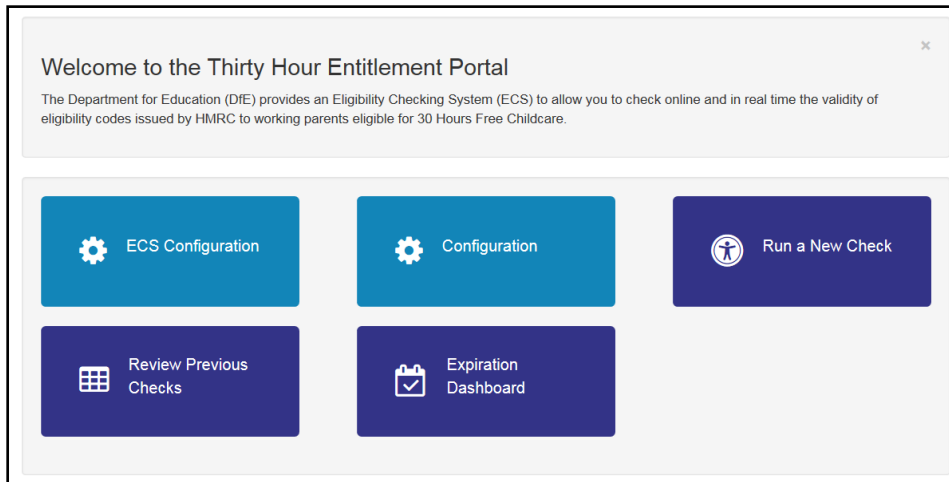 Welcome to the Thirty Hour Entitlement Portal
The Department for Education (DfE) provides an Eligibility Checking System (ECS) to allow you to check online and in real time the validity of
eligibility codes issued by HMRC to working parents eligible for 30 Hours Free Childcare.
ECS Configuration
Configuration
Run a New Check
Review Previous
Checks
Expiration
Dashboard